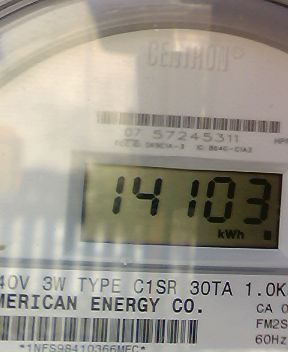 CENTRON®
07 57245311
14103
kWh
40V 3W TYPE C1SR 30TA 1.0K
MERICAN ENERGY CO.
CA 0
FM2S
60Hz
*1NFS98410366MEC*